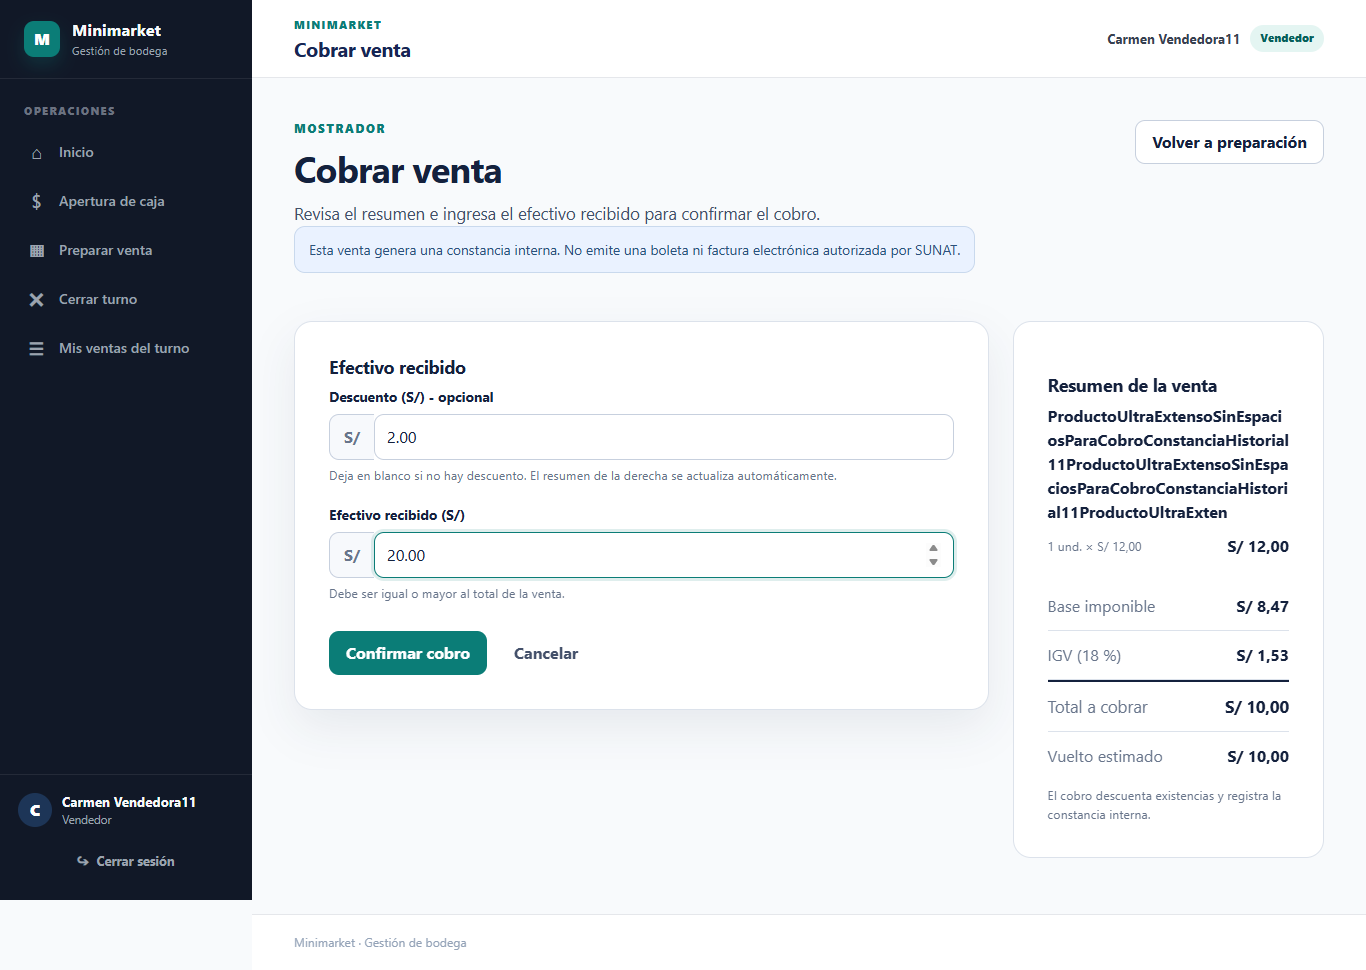 M
Minimarket
Gestión de bodega
OPERACIONES
Inicio
$ Apertura de caja
Preparar venta
Cerrar turno
Mis ventas del turno
C
Carmen Vendedora11
Vendedor
Cerrar sesión
MINIMARKET
Cobrar venta
Carmen Vendedora11
Vendedor
MOSTRADOR
Cobrar venta
Volver a preparación
Revisa el resumen e ingresa el efectivo recibido para confirmar el cobro.
Esta venta genera una constancia interna. No emite una boleta ni factura electrónica autorizada por SUNAT.
Efectivo recibido
Descuento (S/) - opcional
S/ 2.00
Deja en blanco si no hay descuento. El resumen de la derecha se actualiza automáticamente.
Efectivo recibido (S/)
S/ 20.00
Debe ser igual o mayor al total de la venta.
Confirmar cobro
Cancelar
Resumen de la venta
ProductoUltraExtensoSinEspaci
osParaCobroConstanciaHistorial
11ProductoUltraExtensoSinEspa
ciosParaCobroConstanciaHistori
al11ProductoUltraExten
1 und. × S/ 12,00 S/ 12,00
Base imponible S/ 8,47
IGV (18 %) S/ 1,53
Total a cobrar S/ 10,00
Vuelto estimado S/ 10,00
El cobro descuenta existencias y registra la
constancia interna.
Minimarket · Gestión de bodega